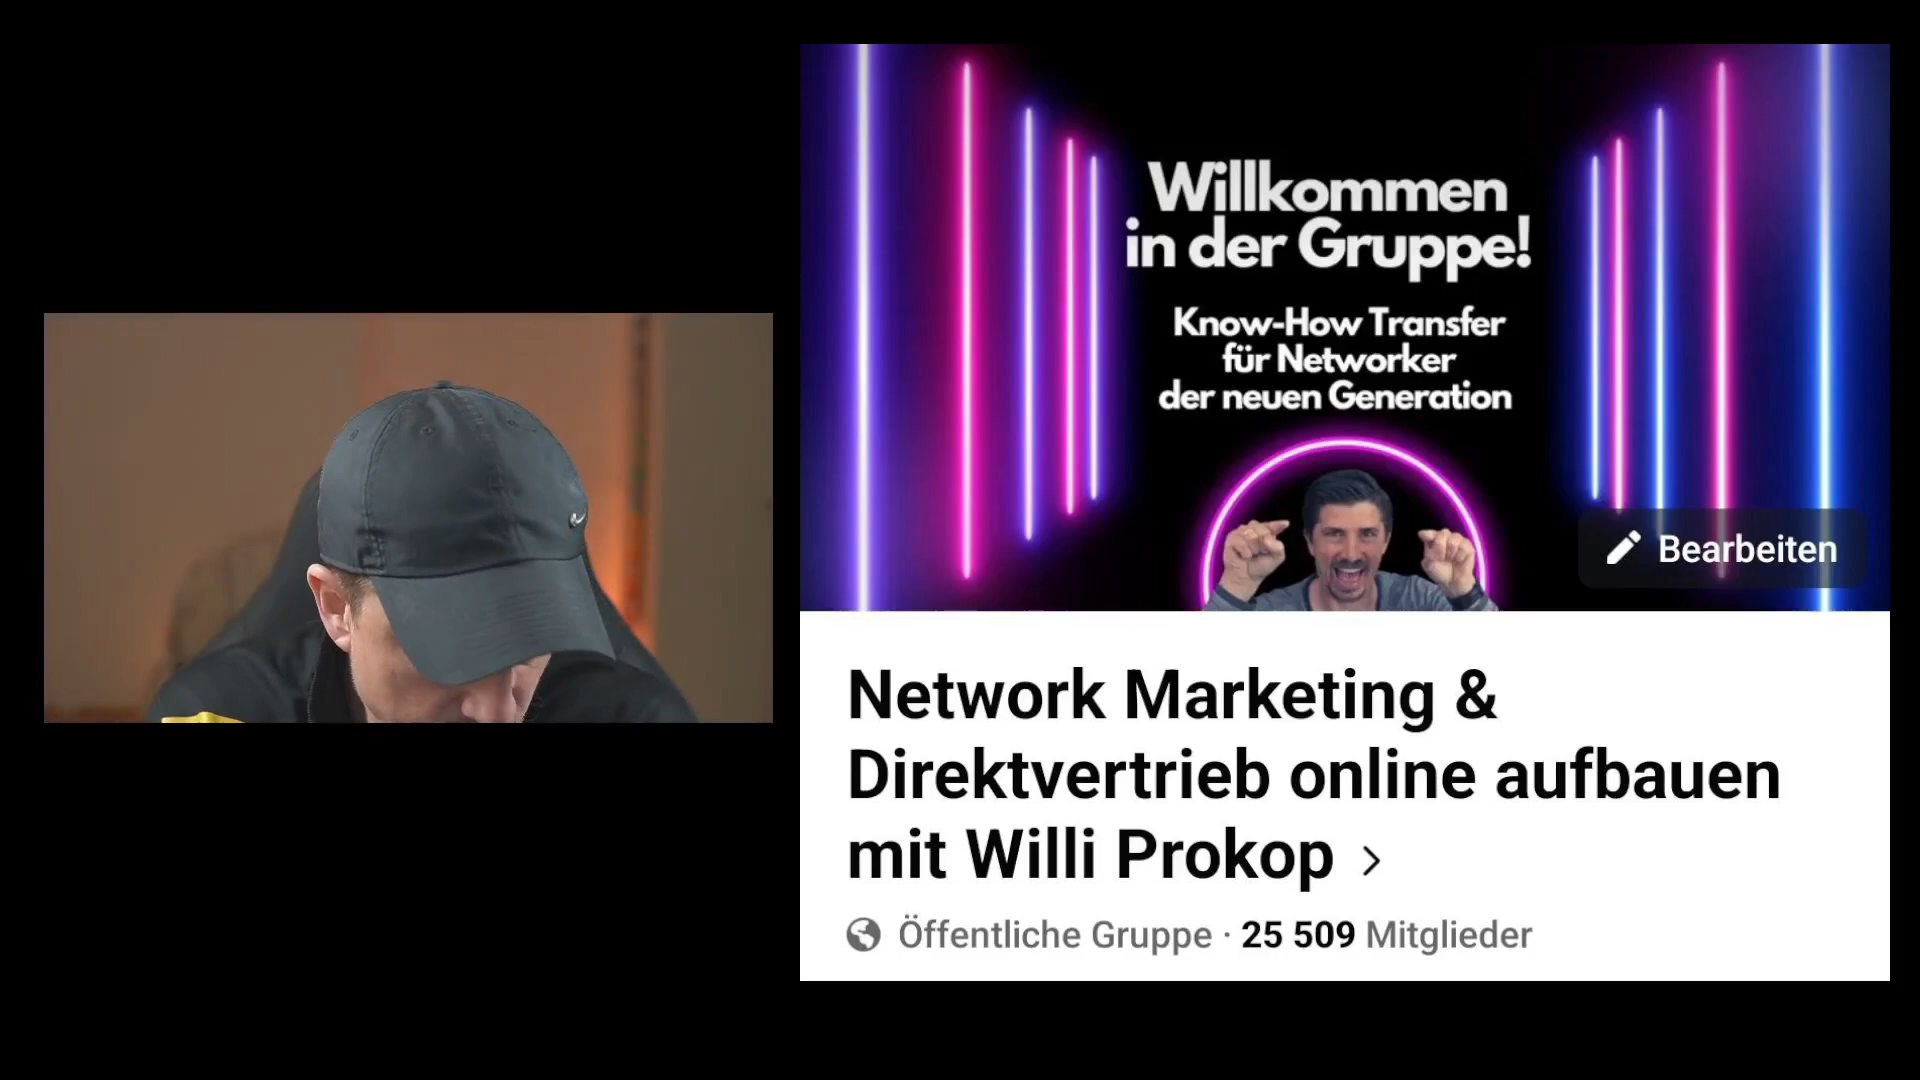 Willkommen
in der Gruppe!
Know-How Transfer
für Networker
der neuen Generation
Bearbeiten
Network Marketing &
Direktvertrieb online aufbauen
mit Willi Prokop >
Öffentliche Gruppe · 25 509 Mitglieder